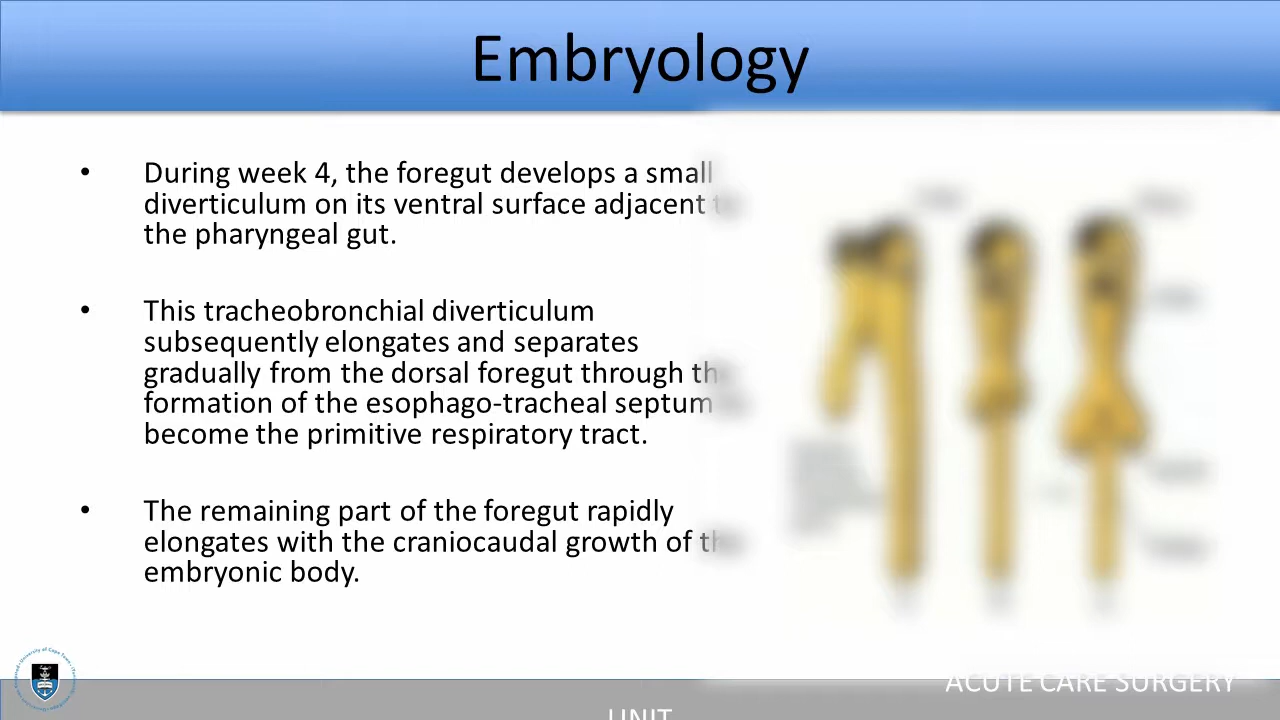 Embryology
• During week 4, the foregut develops a small
diverticulum on its ventral surface adjacent
the pharyngeal gut.
• This tracheobronchial diverticulum
subsequently elongates and separates
gradually from the dorsal foregut through
formation of the esophago-tracheal septum
become the primitive respiratory tract.
• The remaining part of the foregut rapidly
elongates with the craniocaudal growth of
embryonic body.
ACUTE CARE SURGERY
UNIT